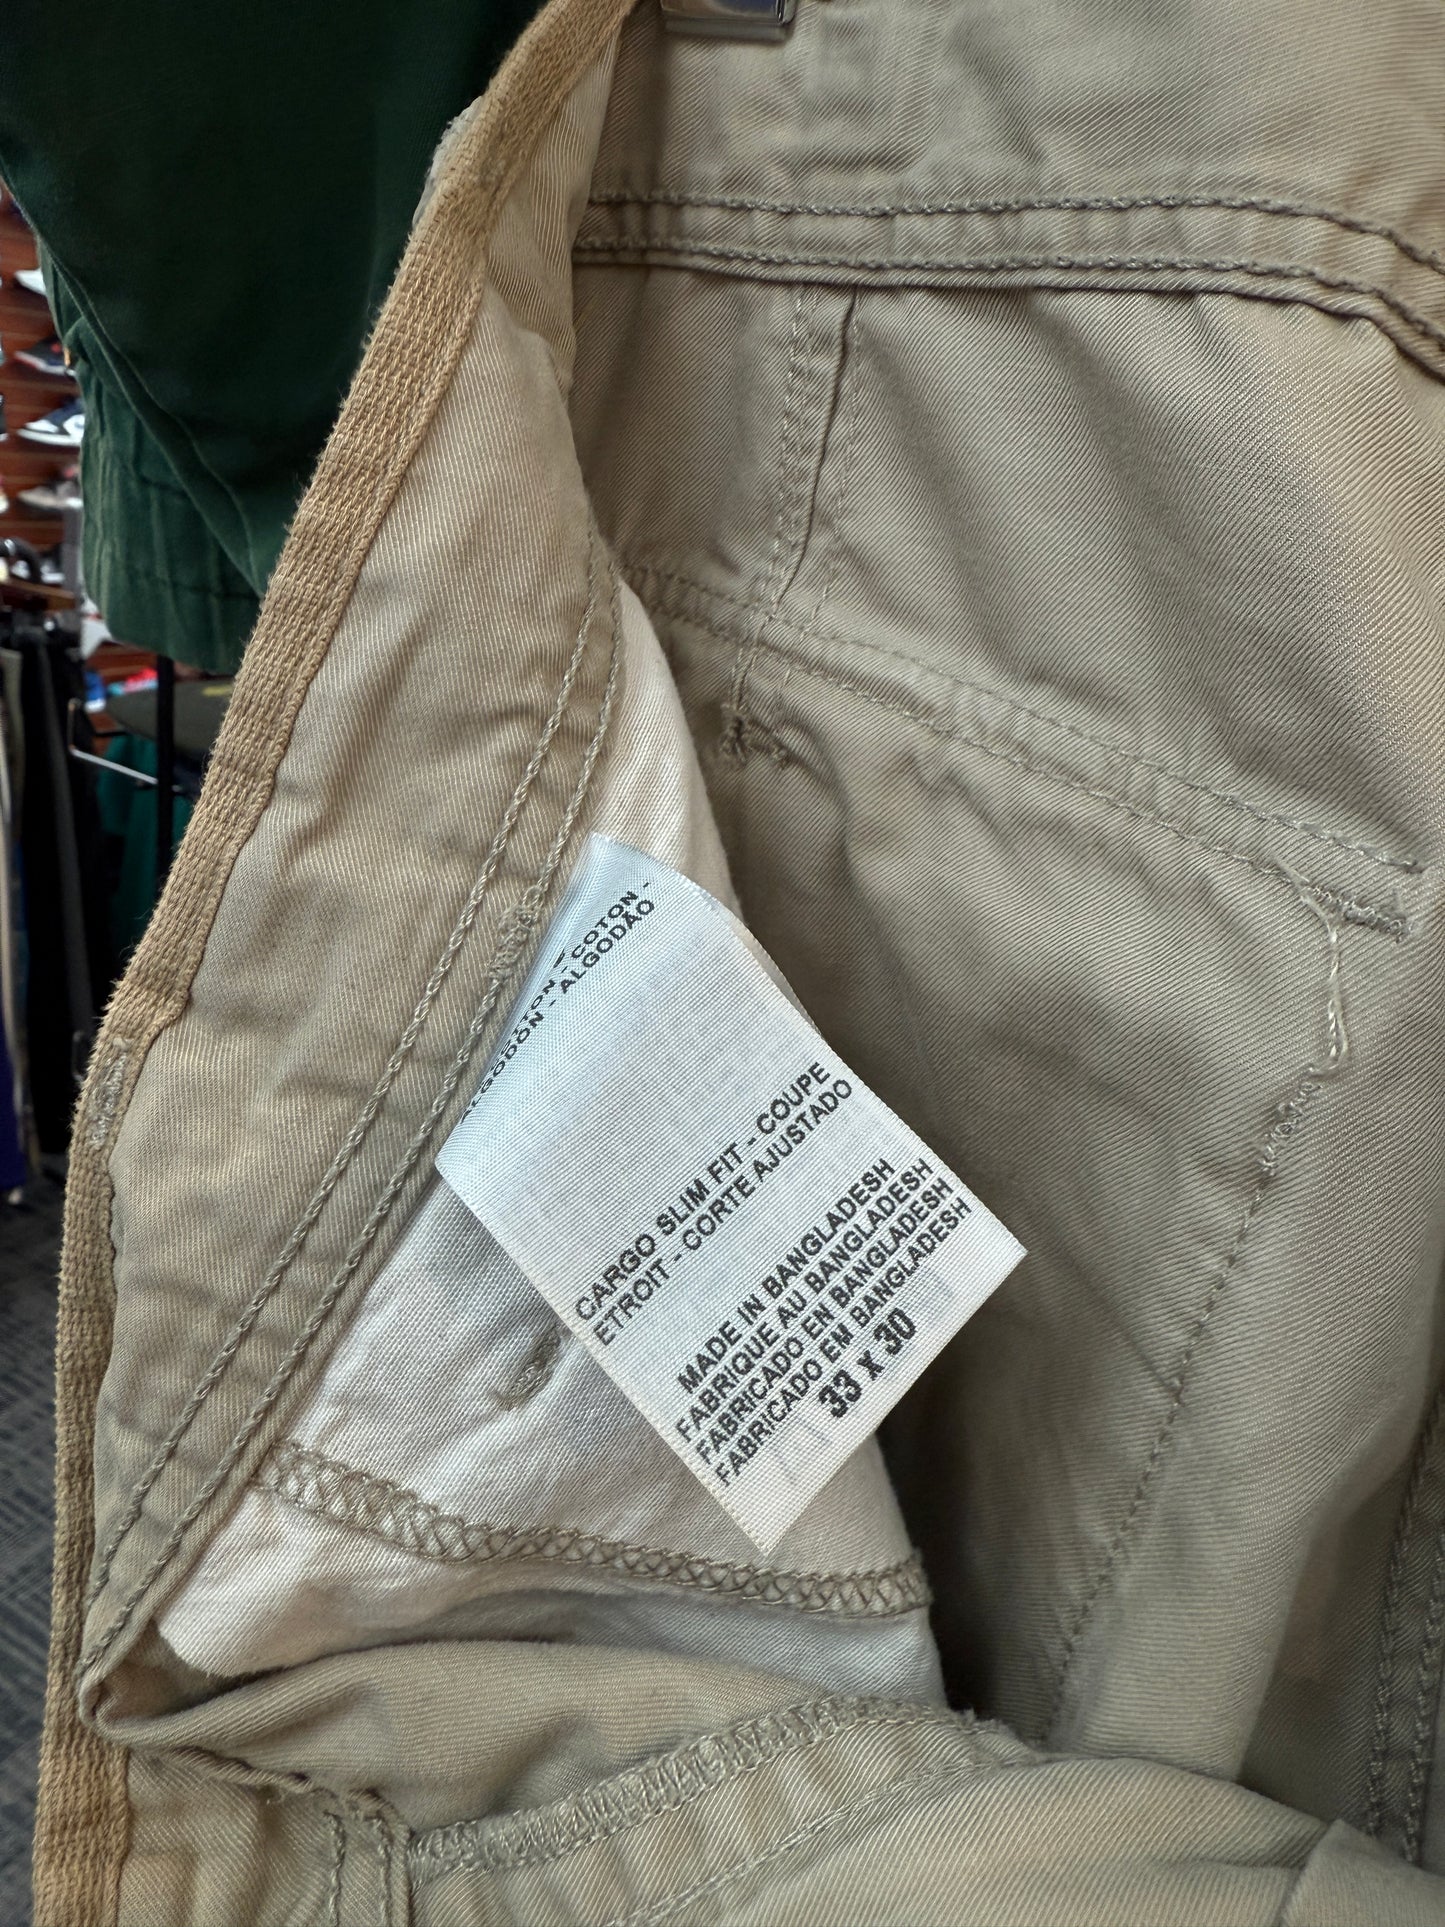 COTON -
ALGODÓN - ALGODÃO
CARGO SLIM FIT - COUPE
ETROIT - CORTE AJUSTADO
MADE IN BANGLADESH
FABRIQUE AU BANGLADESH
FABRICADO EN BANGLADESH
FABRICADO EM BANGLADESH
33 X 30